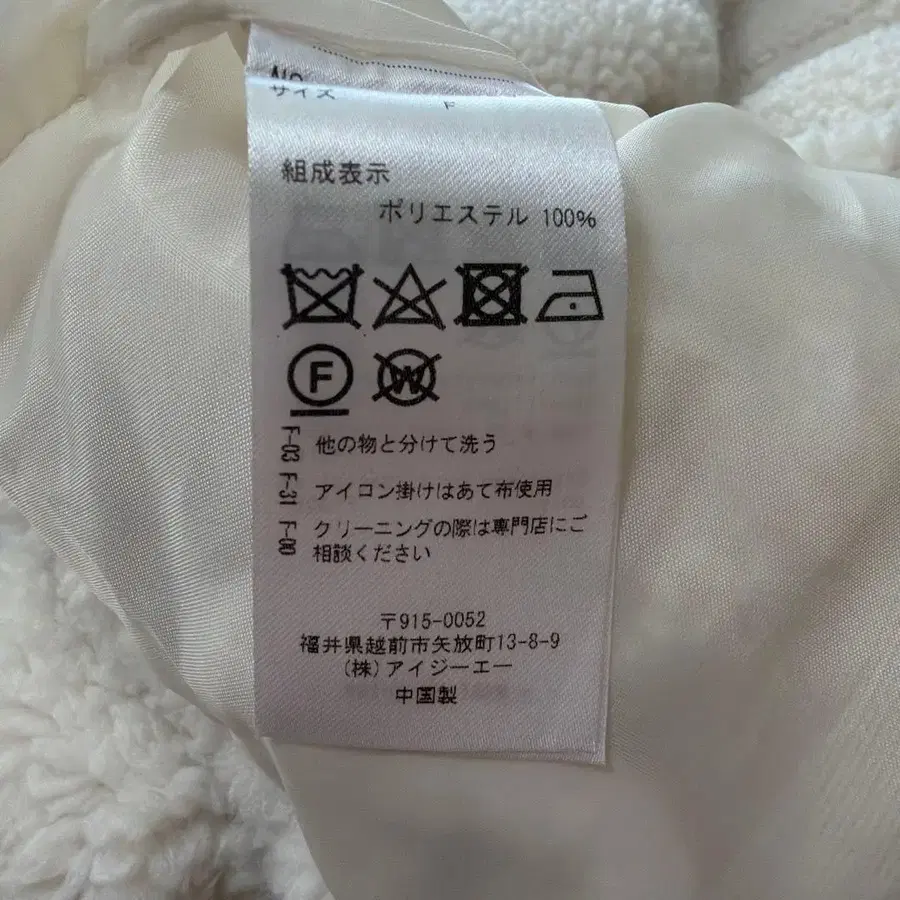 サイズ F
組成表示
ポリエステル 100%
F W
F-03 他の物と分けて洗う
F-31 アイロン掛けはあて布使用
F-00 クリーニングの際は専門店にご
相談ください
〒915-0052
福井県越前市矢放町13-8-9
(株)アイジーエー
中国製